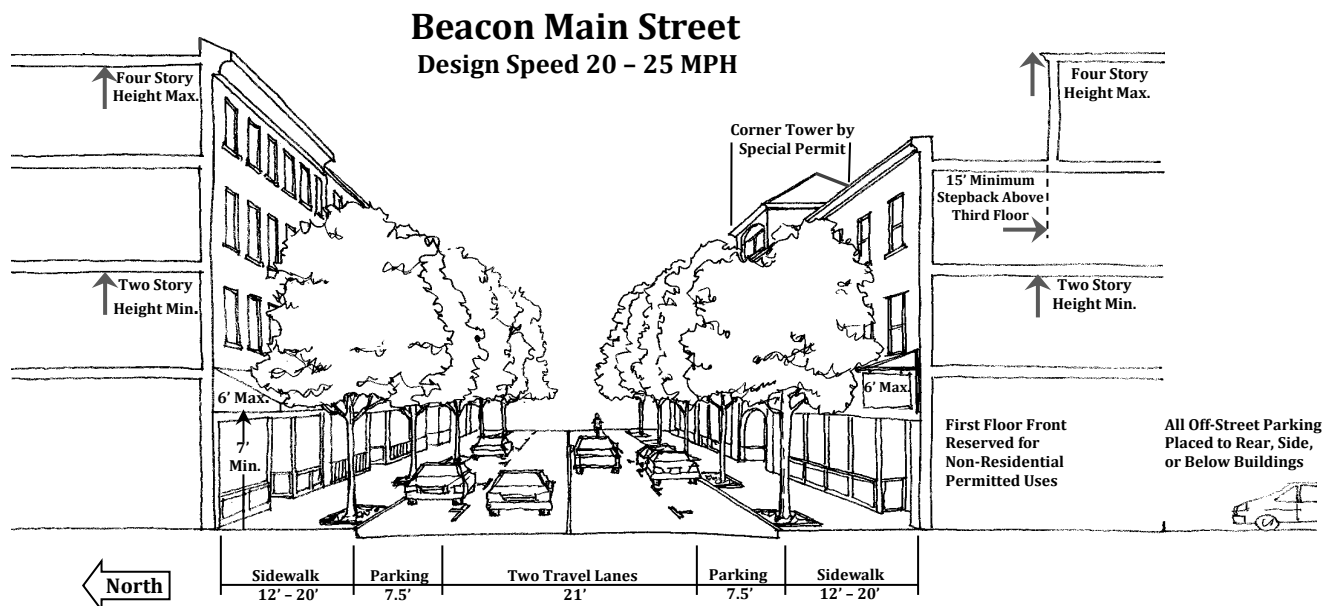 Beacon Main Street
Design Speed 20 – 25 MPH
Four Story
Height Max.
Four Story
Height Max.
Corner Tower by
Special Permit
15’ Minimum
Stepback Above
Third Floor
Two Story
Height Min.
Two Story
Height Min.
6’ Max.
6’ Max.
7’
Min.
First Floor Front
Reserved for
Non-Residential
Permitted Uses
All Off-Street Parking
Placed to Rear, Side,
or Below Buildings
North
Sidewalk
12’ – 20’
Parking
7.5’
Two Travel Lanes
21’
Parking
7.5’
Sidewalk
12’ – 20’